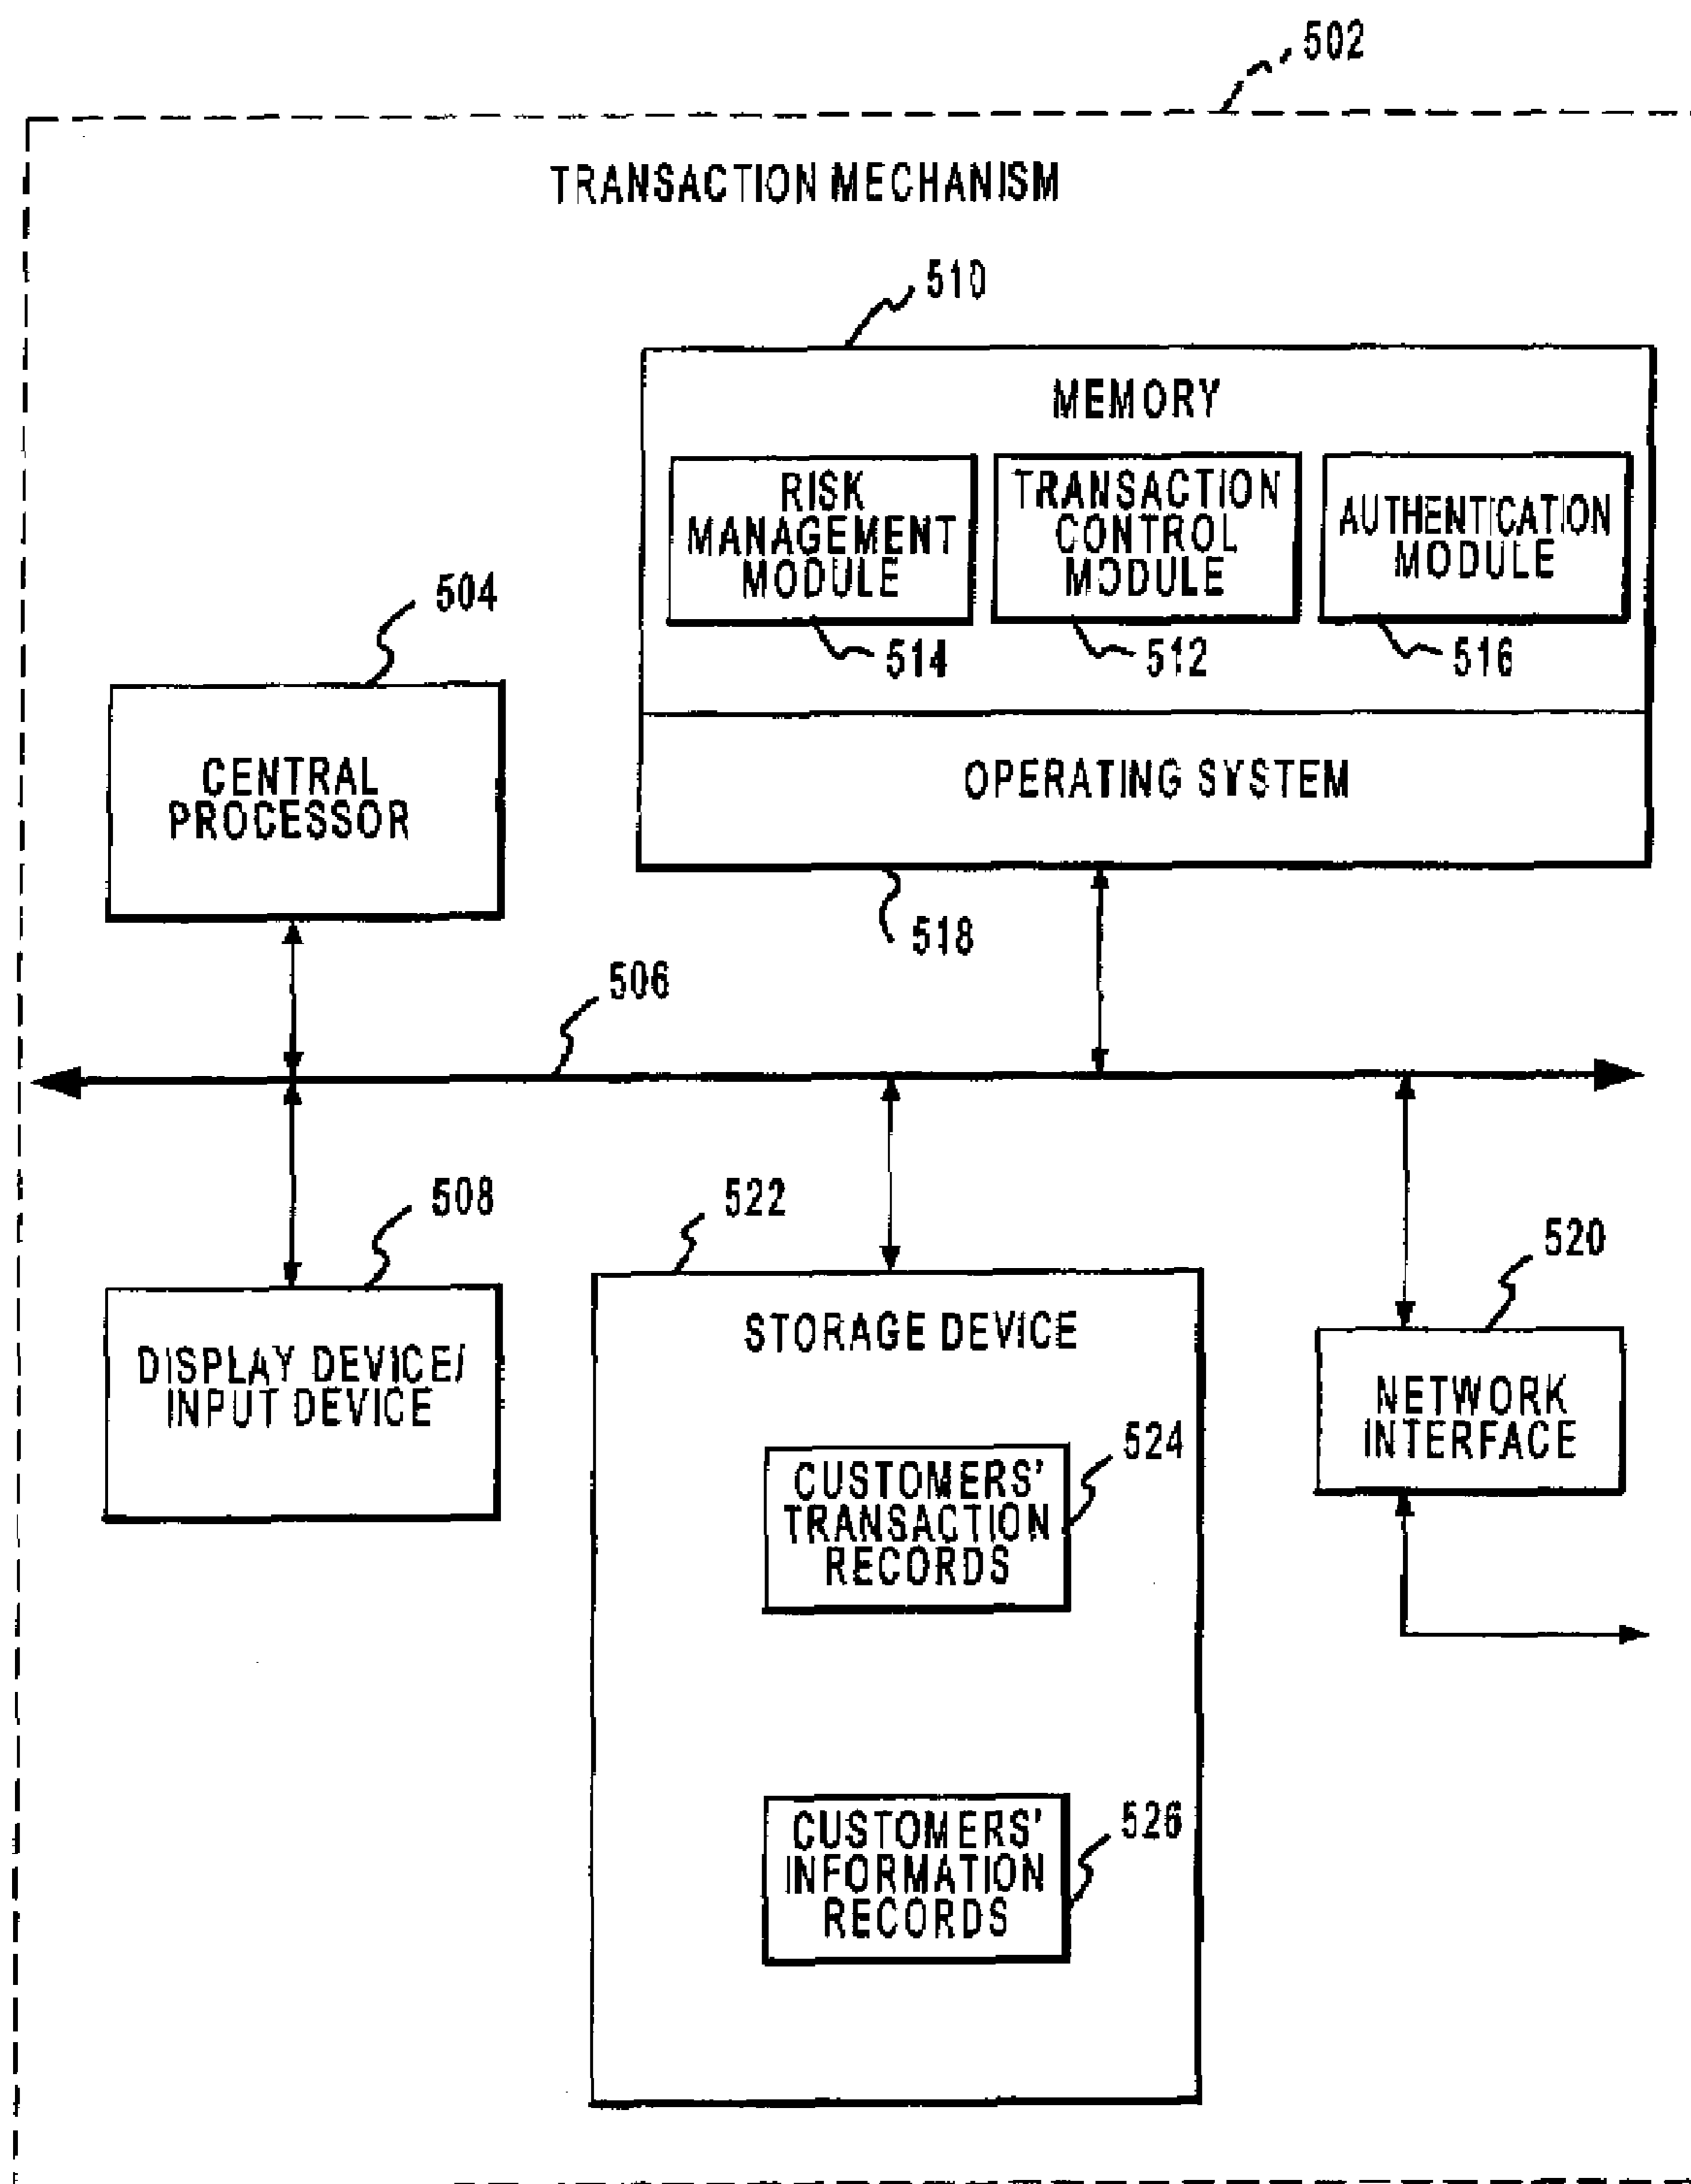 502
TRANSACTION MECHANISM
510
MEMORY
RISK
MANAGEMENT
MODULE
TRANSACTION
CONTROL
MODULE
AUTHENTICATION
MODULE
514
512
516
504
CENTRAL
PROCESSOR
OPERATING SYSTEM
518
506
508
DISPLAY DEVICE/
INPUT DEVICE
522
STORAGE DEVICE
520
NETWORK
INTERFACE
524
CUSTOMERS'
TRANSACTION
RECORDS
526
CUSTOMERS'
INFORMATION
RECORDS